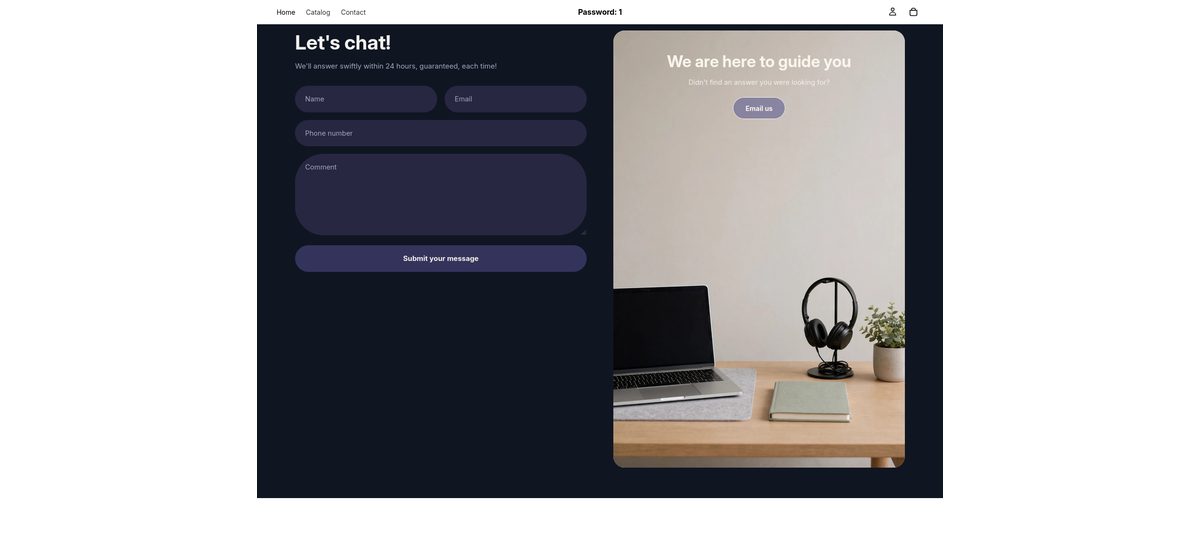 Home Catalog Contact
Password: 1
Let's chat!
We'll answer swiftly within 24 hours, guaranteed, each time!
Name
Email
Phone number
Comment
Submit your message
We are here to guide you
Didn't find an answer you were looking for?
Email us